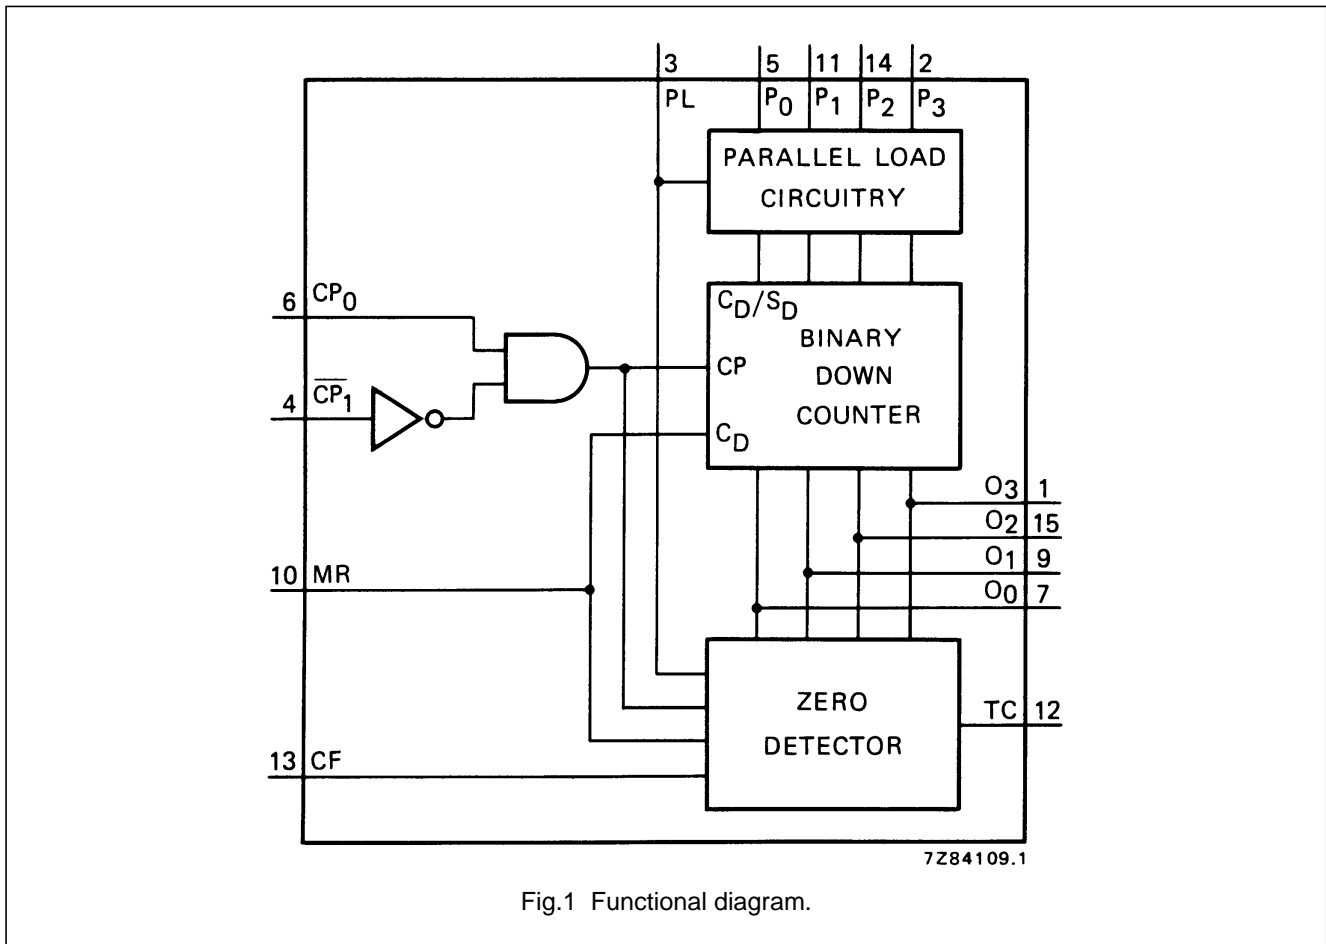 3 5 11 14 2
PL P0 P1 P2 P3
PARALLEL LOAD
CIRCUITRY
6 CP0
CD/SD
BINARY
CP
DOWN
4 C̅P̅1
COUNTER
CD
O3 1
O2 15
O1 9
10 MR
O0 7
ZERO
TC 12
DETECTOR
13 CF
7Z84109.1
Fig.1 Functional diagram.